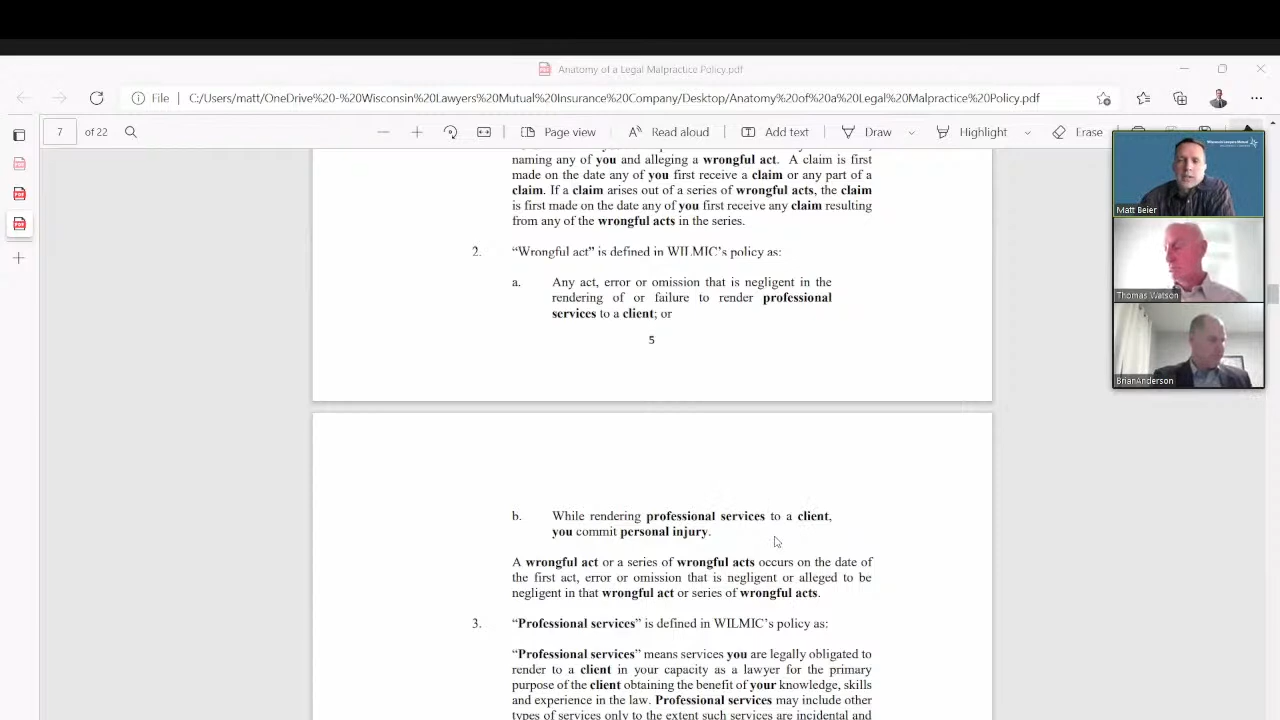 Anatomy of a Legal Malpractice Policy.pdf
File | C:/Users/matt/OneDrive%20-%20Wisconsin%20Lawyers%20Mutual%20Insurance%20Company/Desktop/Anatomy%20of%20a%20Legal%20Malpractice%20Policy.pdf
7 of 22 Page view Read aloud Add text Draw Highlight Erase
naming any of you and alleging a wrongful act. A claim is first
made on the date any of you first receive a claim or any part of a
claim. If a claim arises out of a series of wrongful acts, the claim
is first made on the date any of you first receive any claim resulting
from any of the wrongful acts in the series.
2. “Wrongful act” is defined in WILMIC’s policy as:
a. Any act, error or omission that is negligent in the
rendering of or failure to render professional
services to a client; or
5
b. While rendering professional services to a client,
you commit personal injury.
A wrongful act or a series of wrongful acts occurs on the date of
the first act, error or omission that is negligent or alleged to be
negligent in that wrongful act or series of wrongful acts.
3. “Professional services” is defined in WILMIC’s policy as:
“Professional services” means services you are legally obligated to
render to a client in your capacity as a lawyer for the primary
purpose of the client obtaining the benefit of your knowledge, skills
and experience in the law. Professional services may include other
types of services only to the extent such services are incidental and
Wisconsin Lawyers Mutual
Matt Beier
Thomas Watson
BrianAnderson